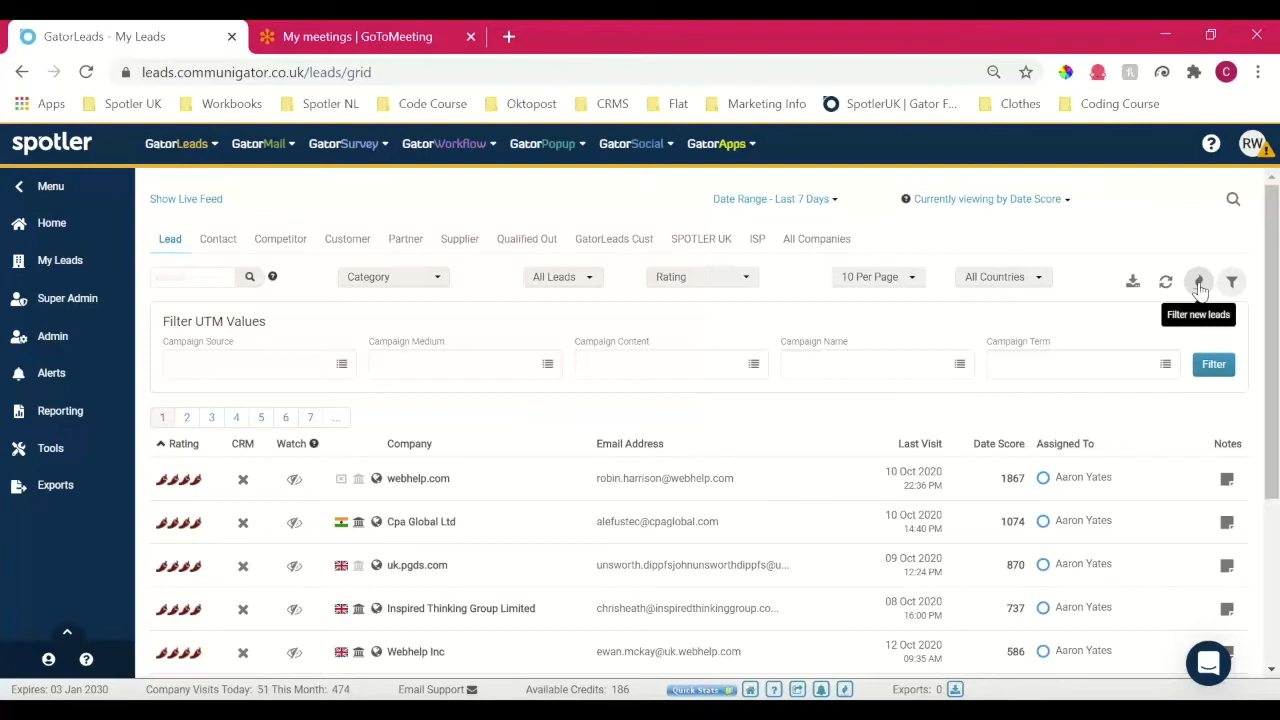 GatorLeads - My Leads
My meetings | GoToMeeting
leads.communigator.co.uk/leads/grid
C
Apps
Spotler UK
Workbooks
Spotler NL
Code Course
Oktopost
CRMS
Flat
Marketing Info
SpotlerUK | Gator F...
Clothes
Coding Course
spotler
GatorLeads
GatorMail
GatorSurvey
GatorWorkflow
GatorPopup
GatorSocial
GatorApps
RW
Menu
Home
My Leads
Super Admin
Admin
Alerts
Reporting
Tools
Exports
Show Live Feed
Date Range - Last 7 Days
Currently viewing by Date Score
Lead
Contact
Competitor
Customer
Partner
Supplier
Qualified Out
GatorLeads Cust
SPOTLER UK
ISP
All Companies
Category
All Leads
Rating
10 Per Page
All Countries
Filter new leads
Filter UTM Values
Campaign Source
Campaign Medium
Campaign Content
Campaign Name
Campaign Term
Filter
1 2 3 4 5 6 7 ...
Rating CRM Watch Company Email Address Last Visit Date Score Assigned To Notes
webhelp.com robin.harrison@webhelp.com 10 Oct 2020 1867 Aaron Yates
22:36 PM
Cpa Global Ltd alefustec@cpaglobal.com 10 Oct 2020 1074 Aaron Yates
14:40 PM
uk.pgds.com unsworth.dippfsjohnunsworthdippfs@u... 09 Oct 2020 870 Aaron Yates
12:24 PM
Inspired Thinking Group Limited chrisheath@inspiredthinkinggroup.co... 08 Oct 2020 737 Aaron Yates
16:00 PM
Webhelp Inc ewan.mckay@uk.webhelp.com 12 Oct 2020 586 Aaron Yates
09:35 AM
Expires: 03 Jan 2030
Company Visits Today: 51 This Month: 474
Email Support
Available Credits: 186
Quick Stats
Exports: 0